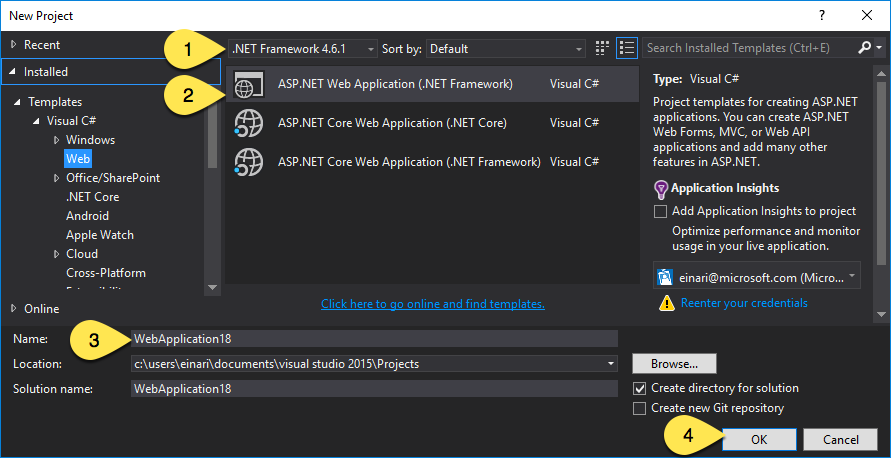 New Project
? X
Recent
Installed
Templates
Visual C#
Windows
Web
Office/SharePoint
.NET Core
Android
Apple Watch
Cloud
Cross-Platform
Online
1
.NET Framework 4.6.1
Sort by: Default
Search Installed Templates (Ctrl+E)
2
ASP.NET Web Application (.NET Framework) Visual C#
ASP.NET Core Web Application (.NET Core) Visual C#
ASP.NET Core Web Application (.NET Framework) Visual C#
Click here to go online and find templates.
Type: Visual C#
Project templates for creating ASP.NET
applications. You can create ASP.NET
Web Forms, MVC, or Web API
applications and add many other
features in ASP.NET.
Application Insights
Add Application Insights to project
Optimize performance and monitor
usage in your live application.
einari@microsoft.com (Micro...
Reenter your credentials
Name: 3 WebApplication18
Location: c:\users\einari\documents\visual studio 2015\Projects
Browse...
Solution name: WebApplication18
Create directory for solution
Create new Git repository
4
OK
Cancel